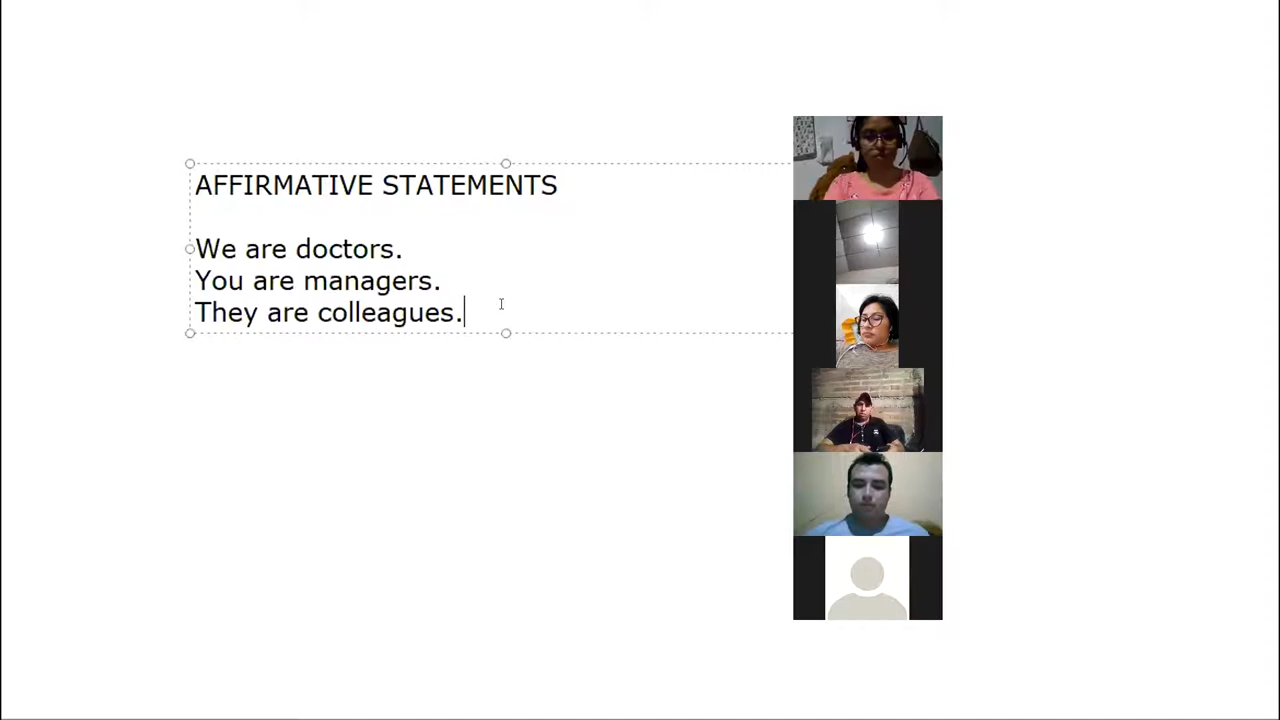 AFFIRMATIVE STATEMENTS
We are doctors.
You are managers.
They are colleagues.